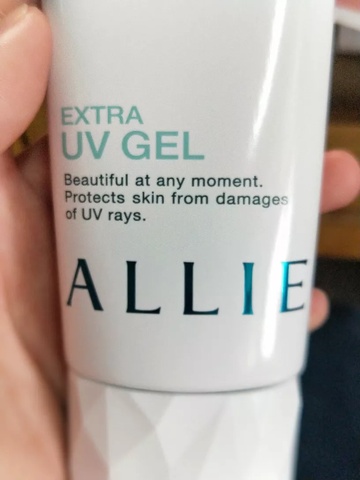 EXTRA
UV GEL
Beautiful at any moment.
Protects skin from damages
of UV rays.
ALLIE